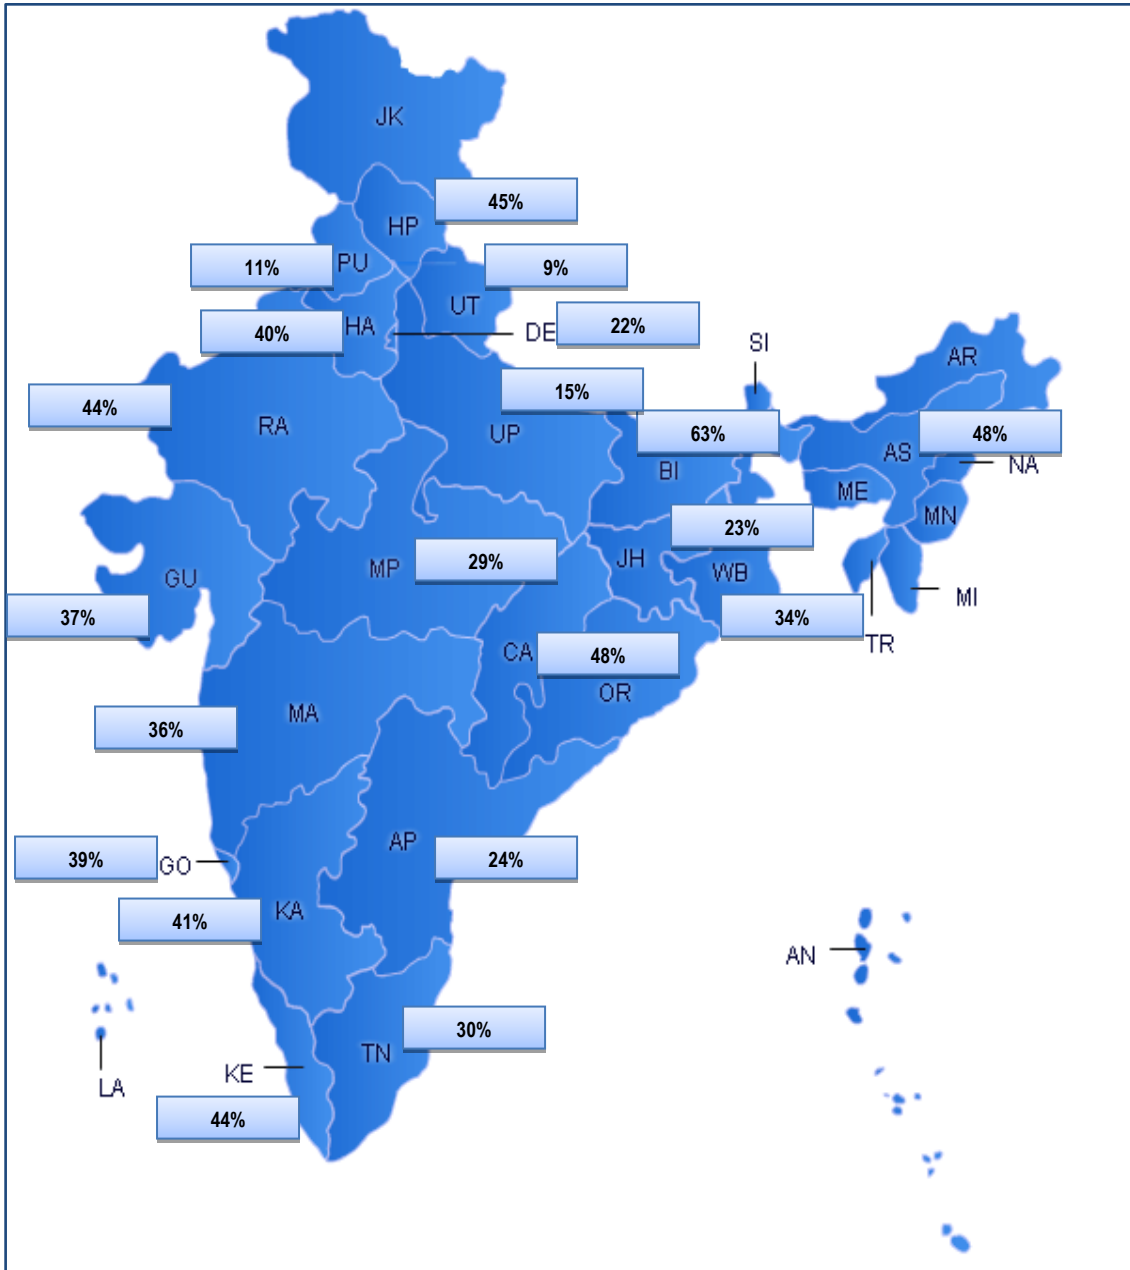 JK
45%
HP
11%
PU
9%
UT
40%
HA
DE
22%
SI
AR
44%
15%
RA
UP
63%
BI
AS
48%
NA
ME
MN
23%
GU
MP
29%
JH
WB
MI
37%
34%
TR
CA
48%
OR
MA
36%
AP
24%
39%
GO
KA
41%
AN
30%
TN
KE
LA
44%